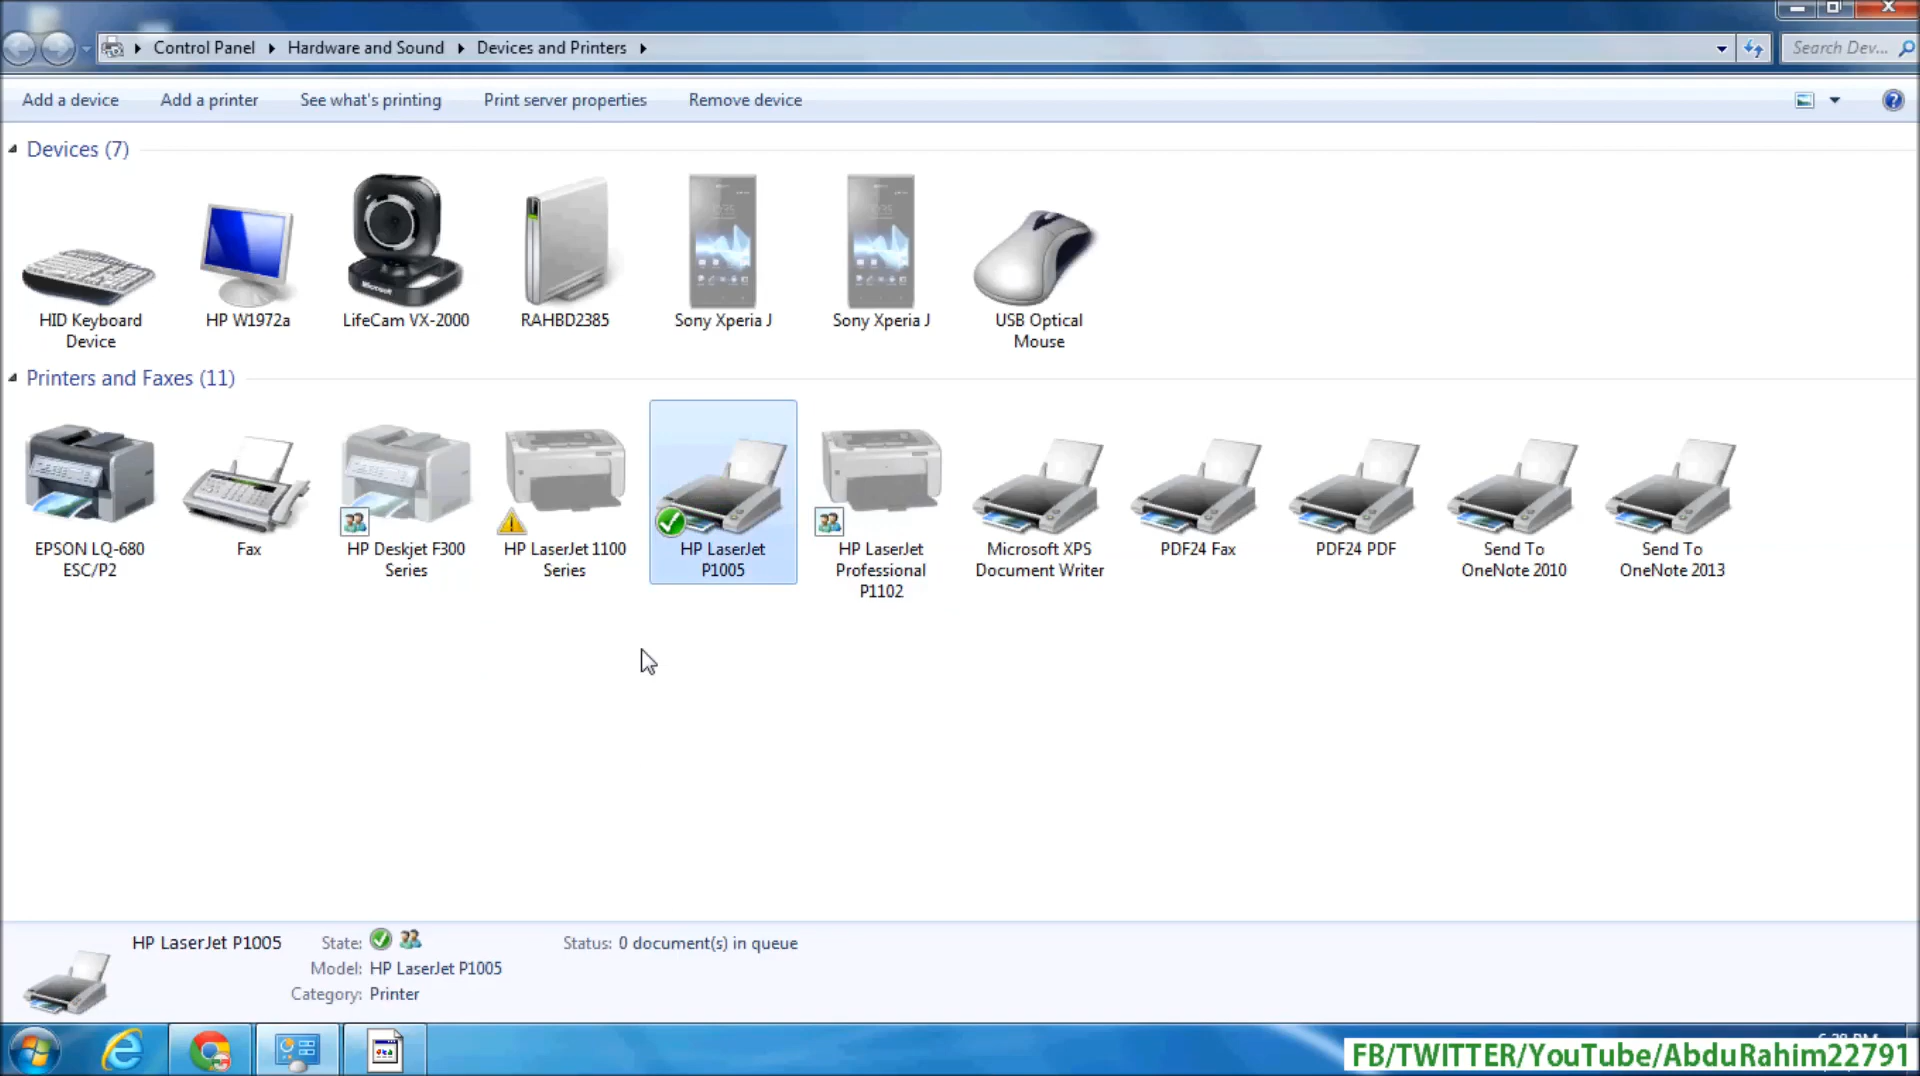 Control Panel Hardware and Sound Devices and Printers Search Dev...
Add a device Add a printer See what's printing Print server properties Remove device
Devices (7)
HID Keyboard
Device
HP W1972a
LifeCam VX-2000
RAHBD2385
Sony Xperia J
Sony Xperia J
USB Optical
Mouse
Printers and Faxes (11)
EPSON LQ-680
ESC/P2
Fax
HP Deskjet F300
Series
HP LaserJet 1100
Series
HP LaserJet
P1005
HP LaserJet
Professional
P1102
Microsoft XPS
Document Writer
PDF24 Fax
PDF24 PDF
Send To
OneNote 2010
Send To
OneNote 2013
HP LaserJet P1005 State: Status: 0 document(s) in queue
Model: HP LaserJet P1005
Category: Printer
FB/TWITTER/YouTube/AbduRahim22791